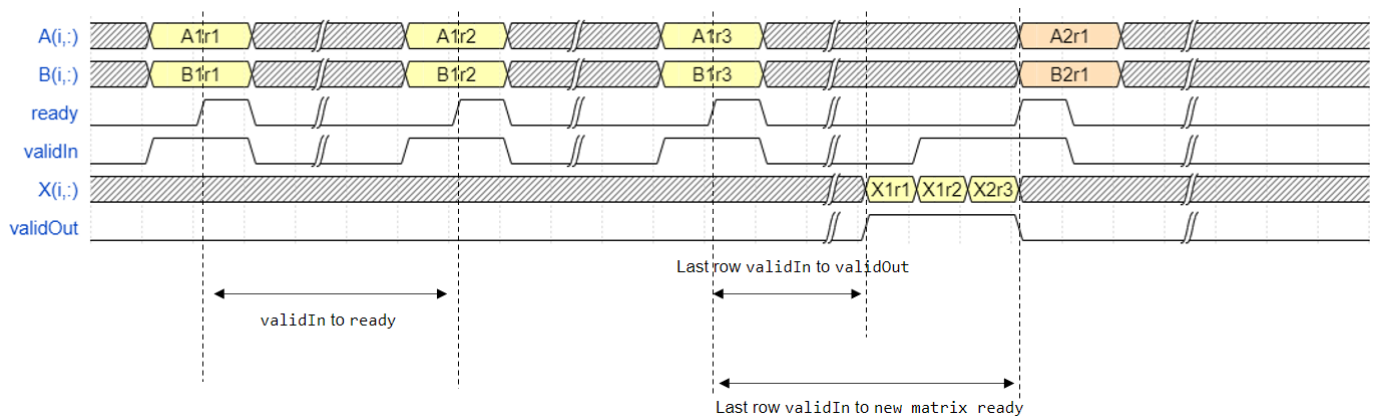 A(i,:) A1r1 A1r2 A1r3 A2r1
B(i,:) B1r1 B1r2 B1r3 B2r1
ready
validIn
X(i,:) X1r1 X1r2 X2r3
validOut
Last row validIn to validOut
validIn to ready
Last row validIn to new matrix ready